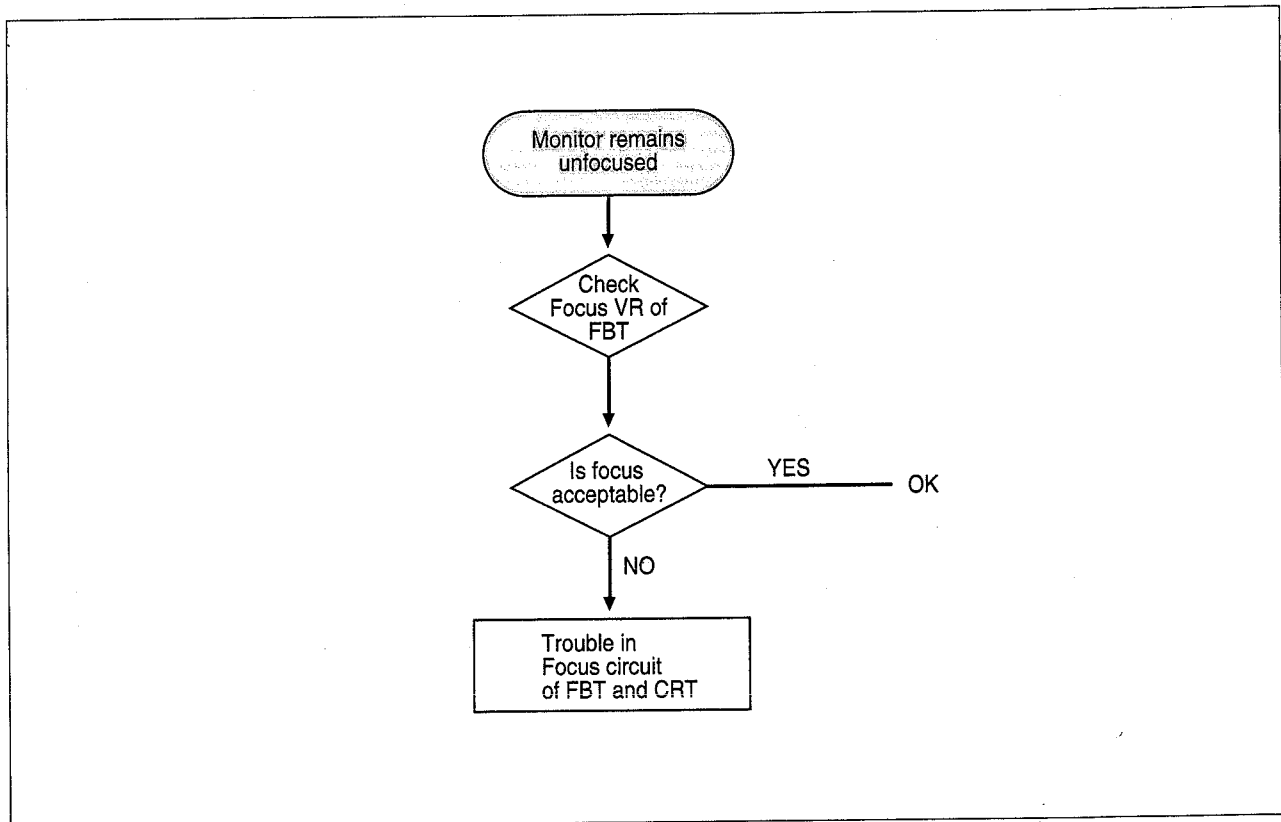 Monitor remains
unfocused
Check
Focus VR of
FBT
Is focus
acceptable?
YES
OK
NO
Trouble in
Focus circuit
of FBT and CRT